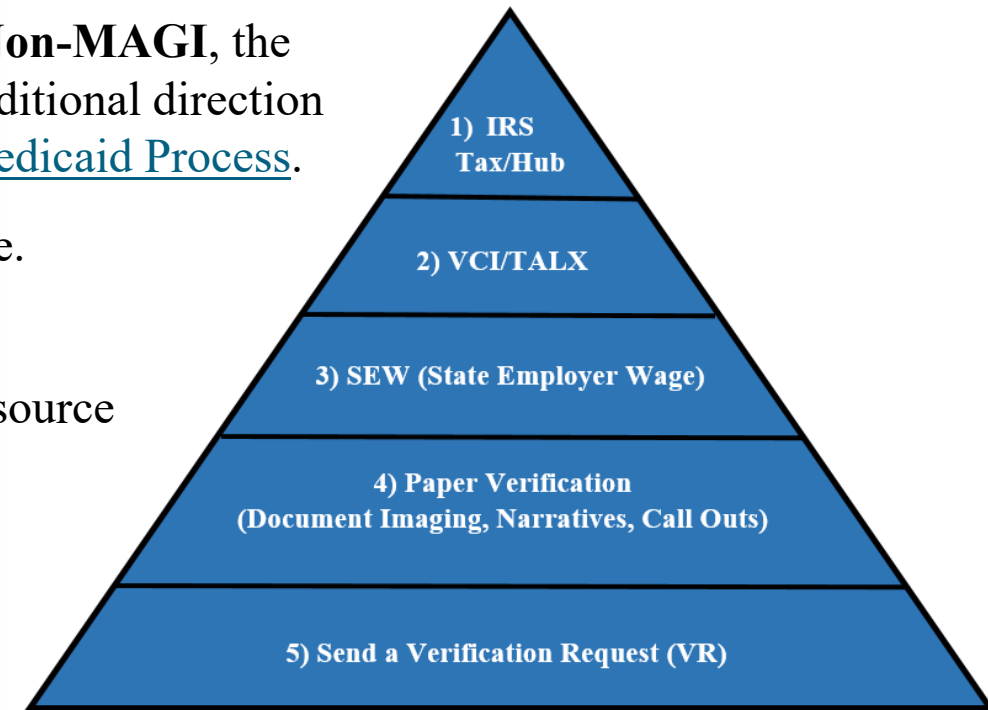 on-MAGI, the
ditional direction
edicaid Process.
e.
source
1) IRS
Tax/Hub
2) VCI/TALX
3) SEW (State Employer Wage)
4) Paper Verification
(Document Imaging, Narratives, Call Outs)
5) Send a Verification Request (VR)